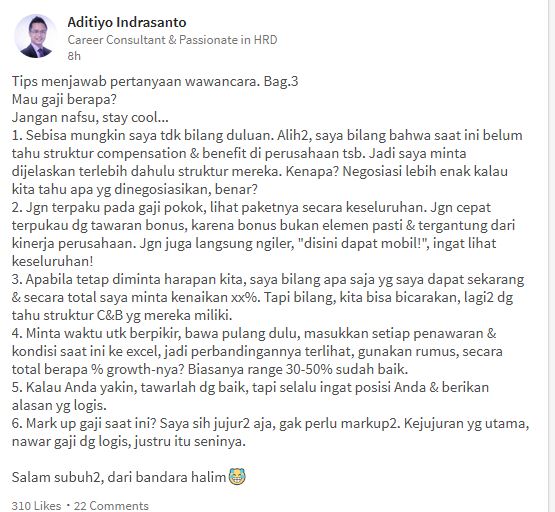 Aditiyo Indrasanto
Career Consultant & Passionate in HRD
8h
Tips menjawab pertanyaan wawancara. Bag.3
Mau gaji berapa?
Jangan nafsu, stay cool...
1. Sebisa mungkin saya tdk bilang duluan. Alih2, saya bilang bahwa saat ini belum
tahu struktur compensation & benefit di perusahaan tsb. Jadi saya minta
dijelaskan terlebih dahulu struktur mereka. Kenapa? Negosiasi lebih enak kalau
kita tahu apa yg dinegosiasikan, benar?
2. Jgn terpaku pada gaji pokok, lihat paketnya secara keseluruhan. Jgn cepat
terpukau dg tawaran bonus, karena bonus bukan elemen pasti & tergantung dari
kinerja perusahaan. Jgn juga langsung ngiler, "disini dapat mobil!", ingat lihat
keseluruhan!
3. Apabila tetap diminta harapan kita, saya bilang apa saja yg saya dapat sekarang
& secara total saya minta kenaikan xx%. Tapi bilang, kita bisa bicarakan, lagi2 dg
tahu struktur C&B yg mereka miliki.
4. Minta waktu utk berpikir, bawa pulang dulu, masukkan setiap penawaran &
kondisi saat ini ke excel, jadi perbandingannya terlihat, gunakan rumus, secara
total berapa % growth-nya? Biasanya range 30-50% sudah baik.
5. Kalau Anda yakin, tawarlah dg baik, tapi selalu ingat posisi Anda & berikan
alasan yg logis.
6. Mark up gaji saat ini? Saya sih jujur2 aja, gak perlu markup2. Kejujuran yg utama,
nawar gaji dg logis, justru itu seninya.
Salam subuh2, dari bandara halim
310 Likes • 22 Comments